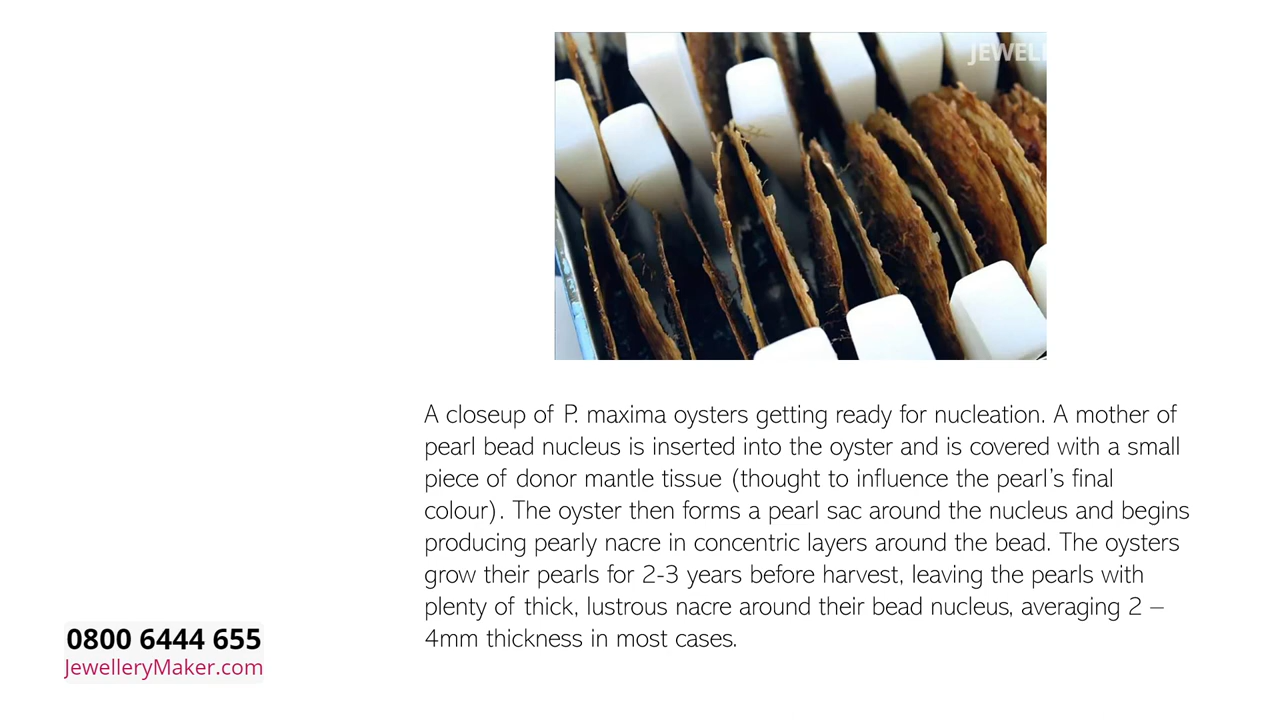 JEWELL
A closeup of P. maxima oysters getting ready for nucleation. A mother of
pearl bead nucleus is inserted into the oyster and is covered with a small
piece of donor mantle tissue (thought to influence the pearl's final
colour). The oyster then forms a pearl sac around the nucleus and begins
producing pearly nacre in concentric layers around the bead. The oysters
grow their pearls for 2-3 years before harvest, leaving the pearls with
plenty of thick, lustrous nacre around their bead nucleus, averaging 2 –
4mm thickness in most cases.
0800 6444 655
JewelleryMaker.com